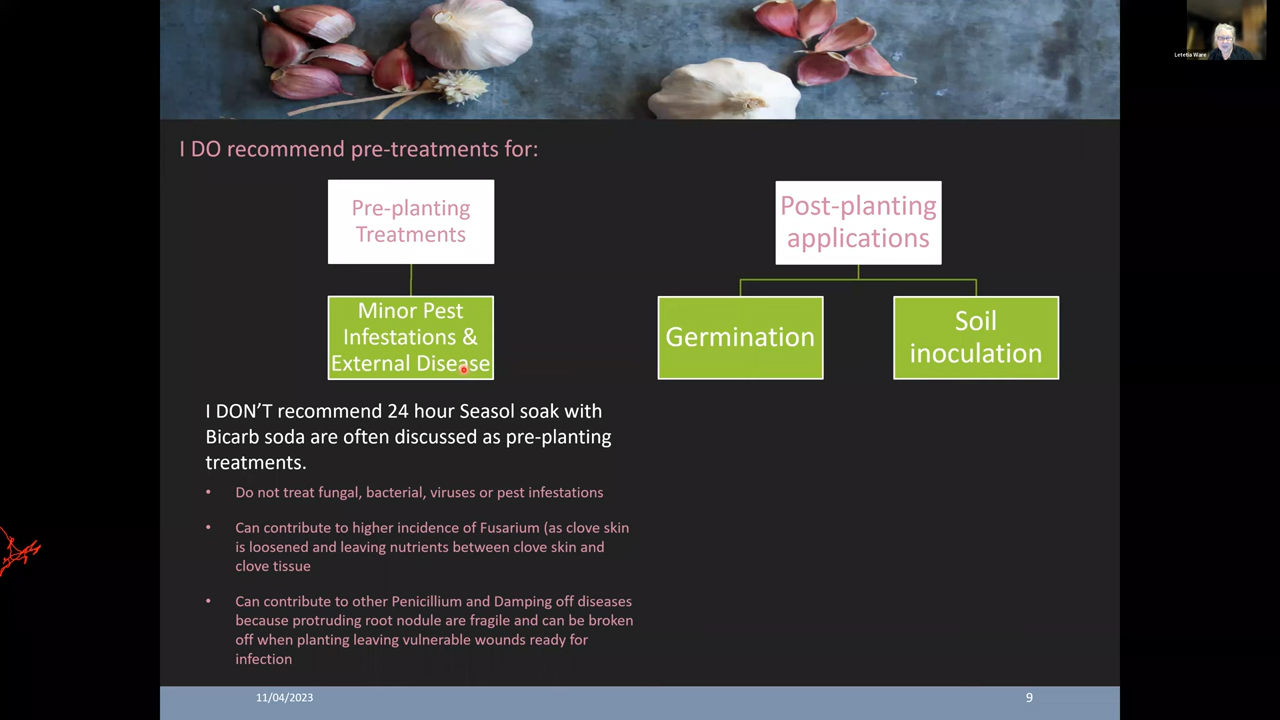 Letetia Ware
I DO recommend pre-treatments for:
Pre-planting
Treatments
Minor Pest
Infestations &
External Disease
Post-planting
applications
Germination
Soil
inoculation
I DON'T recommend 24 hour Seasol soak with
Bicarb soda are often discussed as pre-planting
treatments.
• Do not treat fungal, bacterial, viruses or pest infestations
• Can contribute to higher incidence of Fusarium (as clove skin
is loosened and leaving nutrients between clove skin and
clove tissue
• Can contribute to other Penicillium and Damping off diseases
because protruding root nodule are fragile and can be broken
off when planting leaving vulnerable wounds ready for
infection
11/04/2023
9